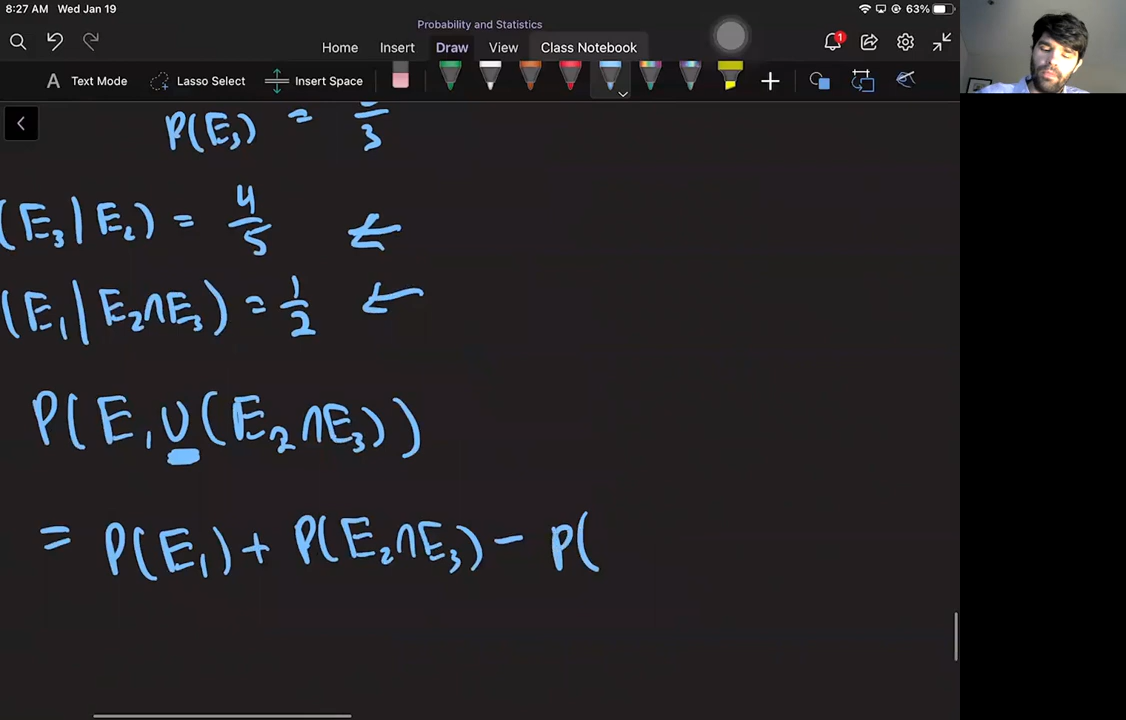 8:27 AM Wed Jan 19
63%
Probability and Statistics
Home Insert Draw View Class Notebook
1
A Text Mode Lasso Select Insert Space
P(E₃) = /3
(E₃|E₂) = 4/5 ←
(E₁|E₂∩E₃) = 1/2 ←
P(E₁∪(E₂∩E₃))
= P(E₁) + P(E₂∩E₃) - P(